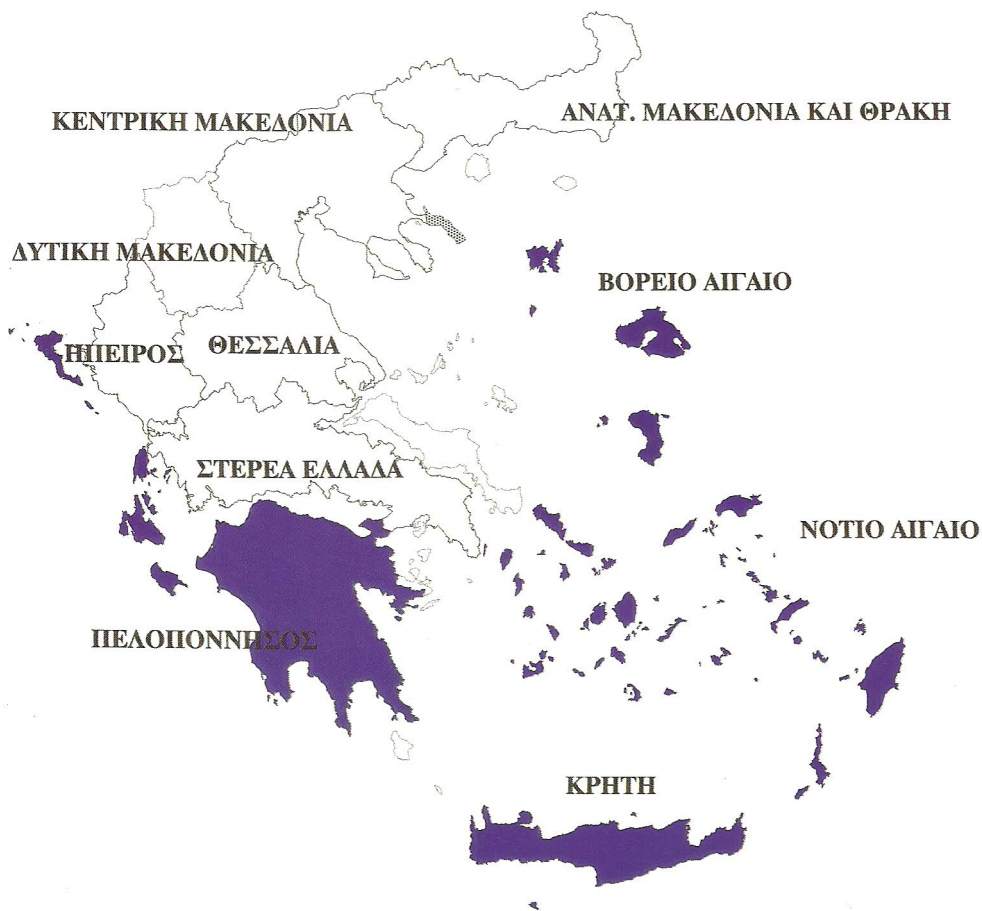 ΚΕΝΤΡΙΚΗ ΜΑΚΕΔΟΝΙΑ
ΑΝΑΤ. ΜΑΚΕΔΟΝΙΑ ΚΑΙ ΘΡΑΚΗ
ΔΥΤΙΚΗ ΜΑΚΕΔΟΝΙΑ
ΒΟΡΕΙΟ ΑΙΓΑΙΟ
ΗΠΕΙΡΟΣ
ΘΕΣΣΑΛΙΑ
ΣΤΕΡΕΑ ΕΛΛΑΔΑ
ΝΟΤΙΟ ΑΙΓΑΙΟ
ΠΕΛΟΠΟΝΝΗΣΟΣ
ΚΡΗΤΗ